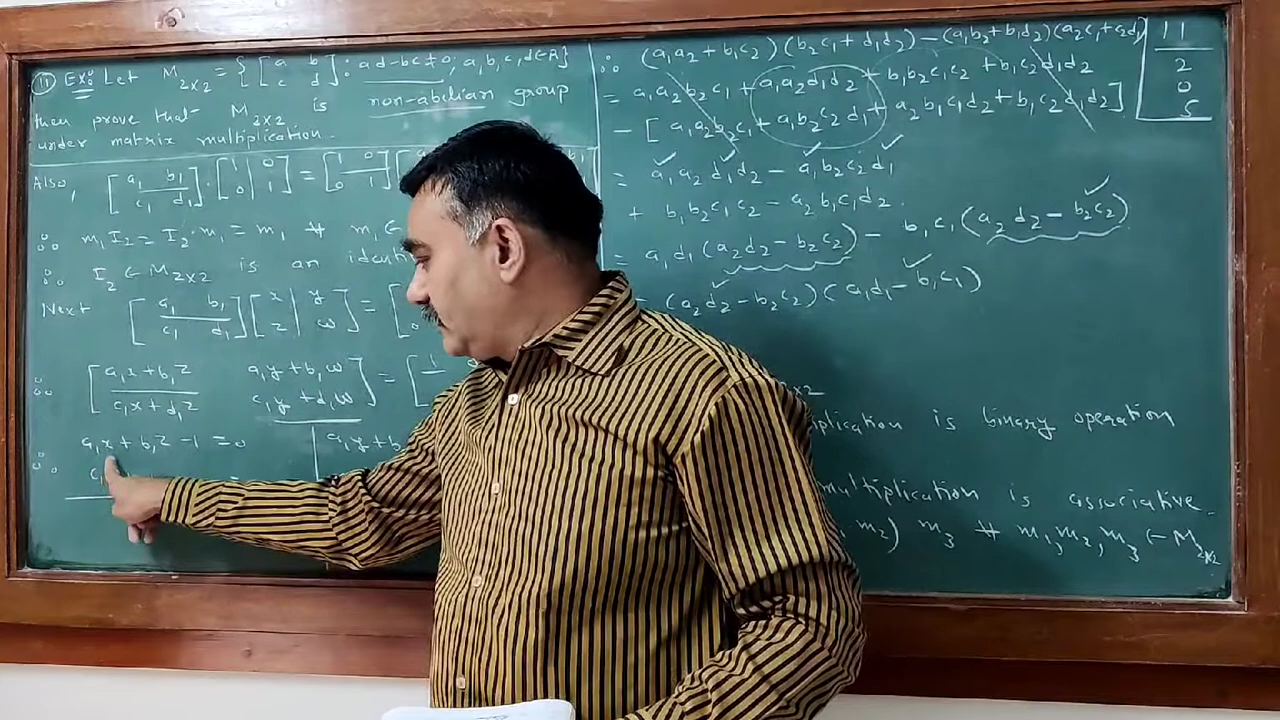 (11) Ex: Let M₂ₓ₂ = { [a b; c d] : ad-bc≠0; a,b,c,d∈R}
then prove that M₂ₓ₂ is non-abelian group
under matrix multiplication.
Also, [a₁ b₁; c₁ d₁] · [1 0; 0 1] = [1 0; 0 1]
∴ m₁I₂ = I₂·m₁ = m₁ ∀ m₁ ∈
∴ I₂ ∈ M₂ₓ₂ is an identi
Next [a₁ b₁; c₁ d₁] [x y; z w] =
∴ [a₁x+b₁z a₁y+b₁w; c₁x+d₁z c₁y+d₁w] = [1
∴ a₁x+b₁z-1=0 | a₁y+b
∴ (a₁a₂+b₁c₂)(b₂c₁+d₁d₂)-(a₁b₂+b₁d₂)(a₂c₁+c₂d₁)
= a₁a₂b₂c₁+a₁a₂d₁d₂+b₁b₂c₁c₂+b₁c₂d₁d₂
- [a₁a₂b₂c₁+a₁b₂c₂d₁+a₂b₁c₁d₂+b₁c₂d₁d₂]
= a₁a₂d₁d₂-a₁b₂c₂d₁
+ b₁b₂c₁c₂-a₂b₁c₁d₂.
= a₁d₁(a₂d₂-b₂c₂)- b₁c₁(a₂d₂-b₂c₂)
= (a₂d₂-b₂c₂)(a₁d₁-b₁c₁)
is binary operation
multiplication is associative.
m₂) m₃ ∀ m₁,m₂,m₃ ∈ M₂ₓ₂
11
2
0
5